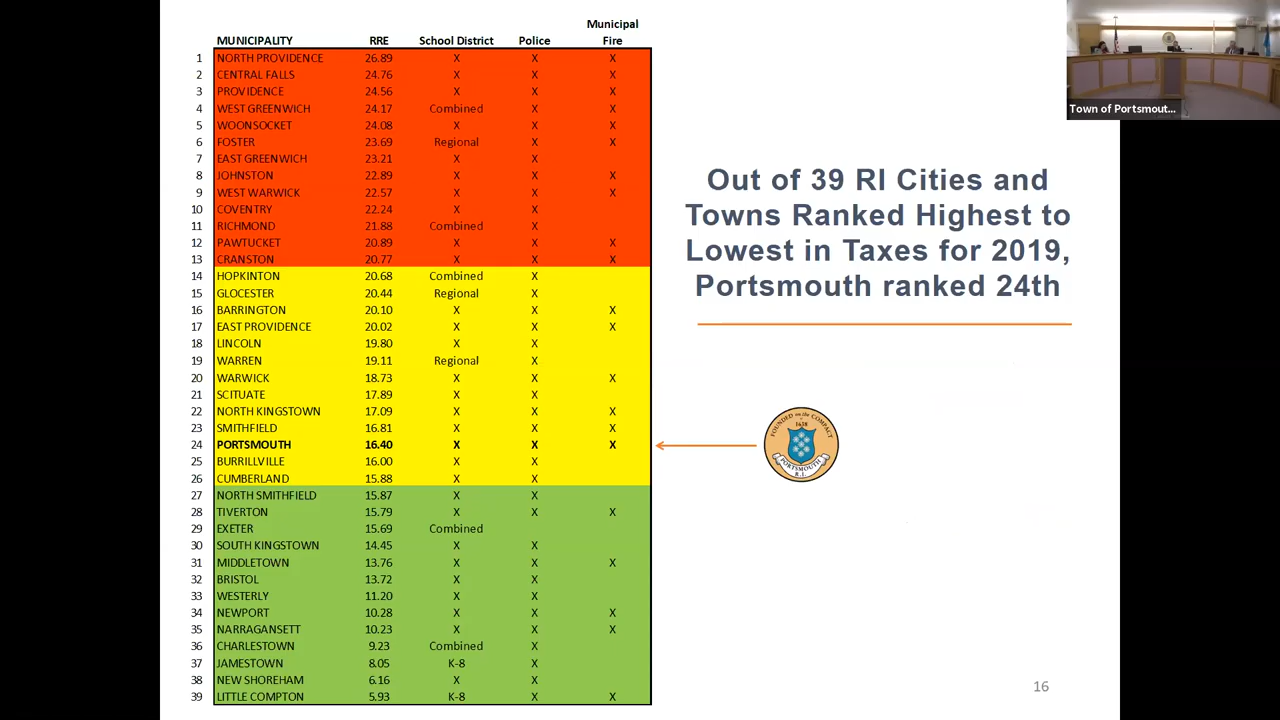 Municipal
MUNICIPALITY RRE School District Police Fire
1 NORTH PROVIDENCE 26.89 X X X
2 CENTRAL FALLS 24.76 X X X
3 PROVIDENCE 24.56 X X X
4 WEST GREENWICH 24.17 Combined X X
5 WOONSOCKET 24.08 X X X
6 FOSTER 23.69 Regional X X
7 EAST GREENWICH 23.21 X X
8 JOHNSTON 22.89 X X X
9 WEST WARWICK 22.57 X X X
10 COVENTRY 22.24 X X
11 RICHMOND 21.88 Combined X
12 PAWTUCKET 20.89 X X X
13 CRANSTON 20.77 X X X
14 HOPKINTON 20.68 Combined X
15 GLOCESTER 20.44 Regional X
16 BARRINGTON 20.10 X X X
17 EAST PROVIDENCE 20.02 X X X
18 LINCOLN 19.80 X X
19 WARREN 19.11 Regional X
20 WARWICK 18.73 X X X
21 SCITUATE 17.89 X X
22 NORTH KINGSTOWN 17.09 X X X
23 SMITHFIELD 16.81 X X X
24 PORTSMOUTH 16.40 X X X
25 BURRILLVILLE 16.00 X X
26 CUMBERLAND 15.88 X X
27 NORTH SMITHFIELD 15.87 X X
28 TIVERTON 15.79 X X X
29 EXETER 15.69 Combined
30 SOUTH KINGSTOWN 14.45 X X
31 MIDDLETOWN 13.76 X X X
32 BRISTOL 13.72 X X
33 WESTERLY 11.20 X X
34 NEWPORT 10.28 X X X
35 NARRAGANSETT 10.23 X X X
36 CHARLESTOWN 9.23 Combined X
37 JAMESTOWN 8.05 K-8 X
38 NEW SHOREHAM 6.16 X X
39 LITTLE COMPTON 5.93 K-8 X X
Town of Portsmout...
Out of 39 RI Cities and
Towns Ranked Highest to
Lowest in Taxes for 2019,
Portsmouth ranked 24th
FOUNDED on the COMPACT
1638
PORTSMOUTH
R.I.
16